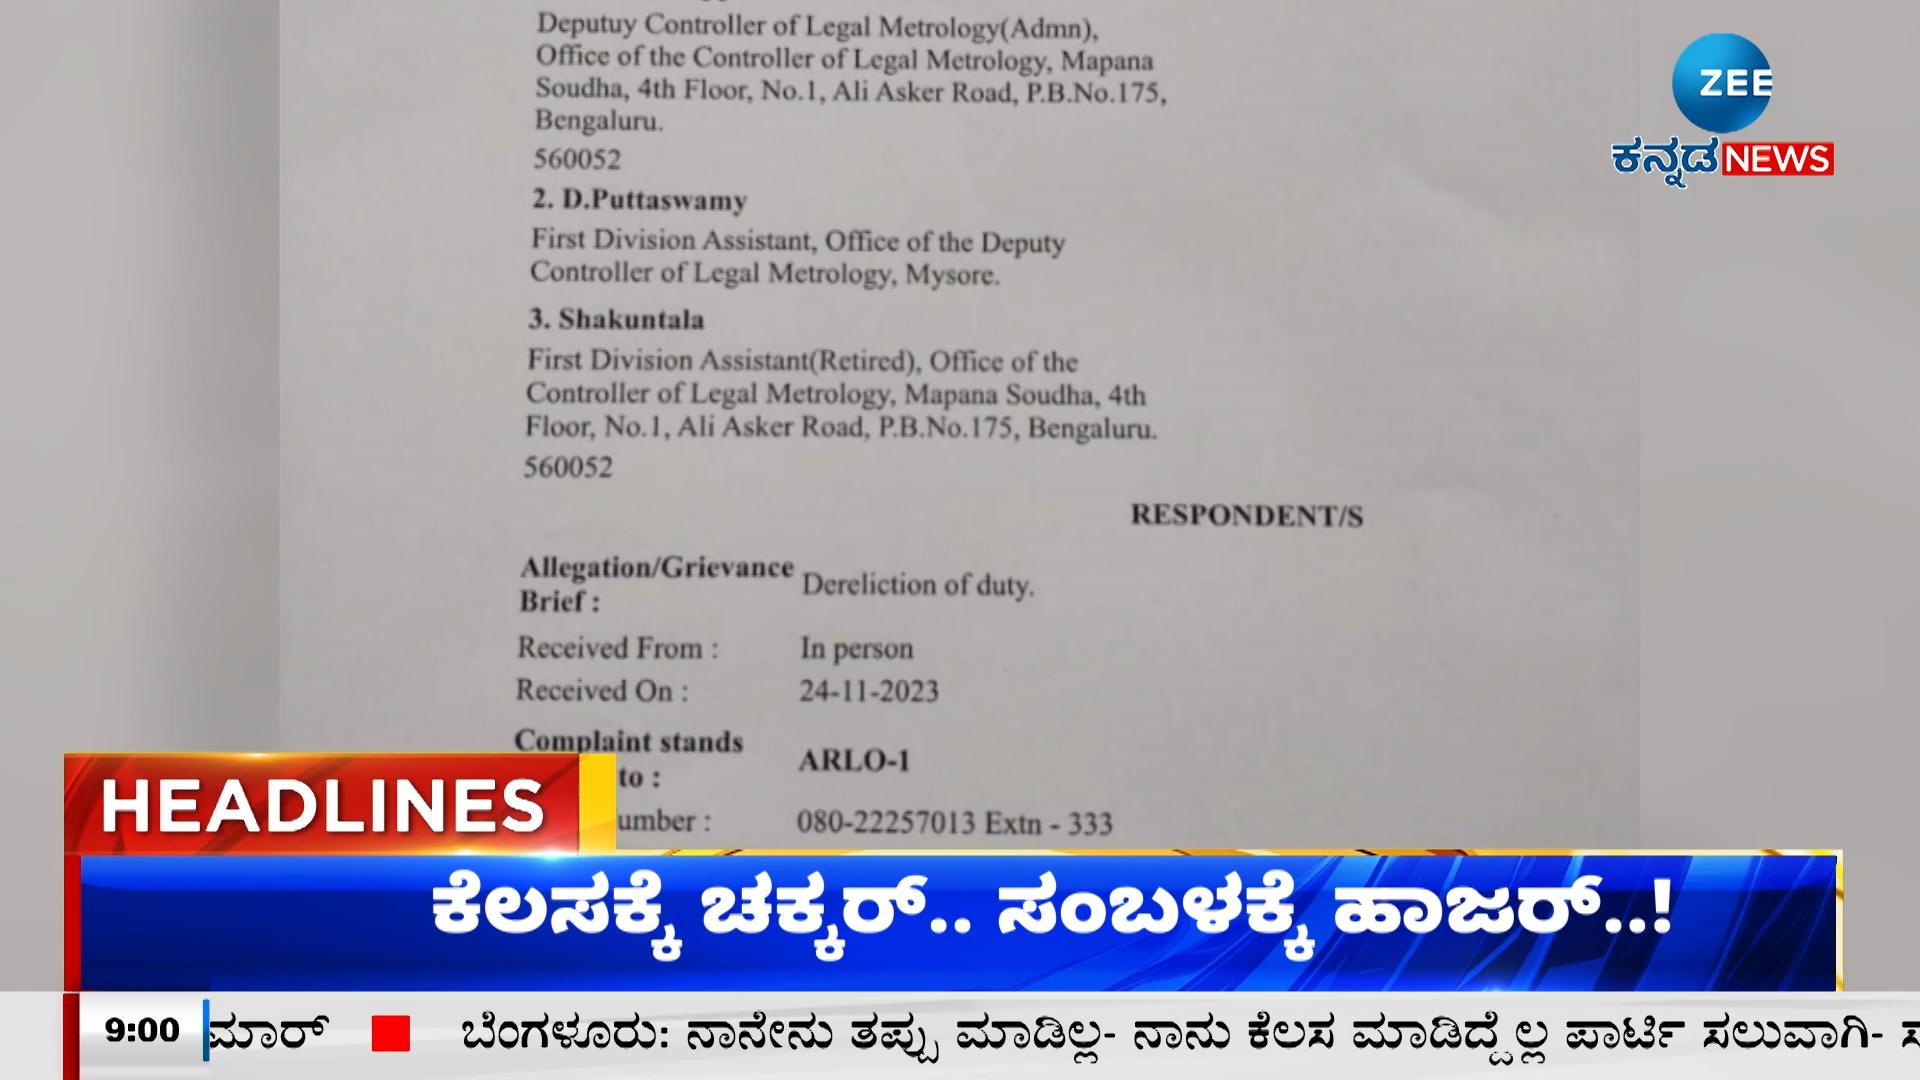 Deputuy Controller of Legal Metrology(Admn),
Office of the Controller of Legal Metrology, Mapana
Soudha, 4th Floor, No.1, Ali Asker Road, P.B.No.175,
Bengaluru.
560052
2. D.Puttaswamy
First Division Assistant, Office of the Deputy
Controller of Legal Metrology, Mysore.
3. Shakuntala
First Division Assistant(Retired), Office of the
Controller of Legal Metrology, Mapana Soudha, 4th
Floor, No.1, Ali Asker Road, P.B.No.175, Bengaluru.
560052
RESPONDENT/S
Allegation/Grievance
Brief : Dereliction of duty.
Received From : In person
Received On : 24-11-2023
Complaint stands
to : ARLO-1
umber : 080-22257013 Extn - 333
ZEE
ಕನ್ನಡ NEWS
HEADLINES
ಕೆಲಸಕ್ಕೆ ಚಕ್ಕರ್.. ಸಂಬಳಕ್ಕೆ ಹಾಜರ್..!
9:00 ಮಾರ್ ಬೆಂಗಳೂರು: ನಾನೇನು ತಪ್ಪು ಮಾಡಿಲ್ಲ- ನಾನು ಕೆಲಸ ಮಾಡಿದ್ದೆಲ್ಲ ಪಾರ್ಟಿ ಸಲುವಾಗಿ-